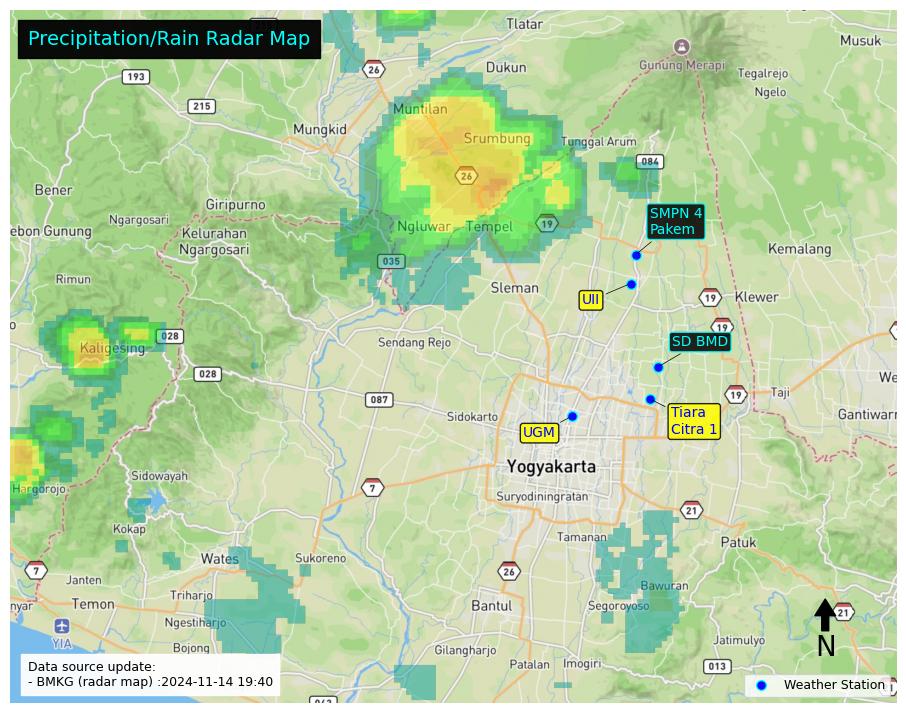 Precipitation/Rain Radar Map
Tlatar
Musuk
193
26
Dukun
Gunung Merapi
Tegalrejo
Ngelo
215
Muntilan
Mungkid
Srumbung
Tunggal Arum
084
26
Bener
Giripurno
SMPN 4
Pakem
Ngargosari
ebon Gunung
Kelurahan
Ngargosari
Ngluwar
Tempel
19
Kemalang
035
Rimun
Sleman
UII
19
Klewer
19
028
Kaligesing
Sendang Rejo
SD BMD
028
087
19
Taji
We
Sidokarto
Tiara
Citra 1
Gantiwarn
UGM
Yogyakarta
Sidowayah
Hargorojo
7
Suryodiningratan
21
Kokap
Tamanan
Patuk
Wates
Sukoreno
7
Janten
26
Bawuran
nyar
Temon
Triharjo
Bantul
Segoroyoso
21
Ngestiharjo
YIA
N
Bojong
Gilangharjo
Jatimulyo
Patalan
Imogiri
013
Data source update:
- BMKG (radar map) :2024-11-14 19:40
Weather Station